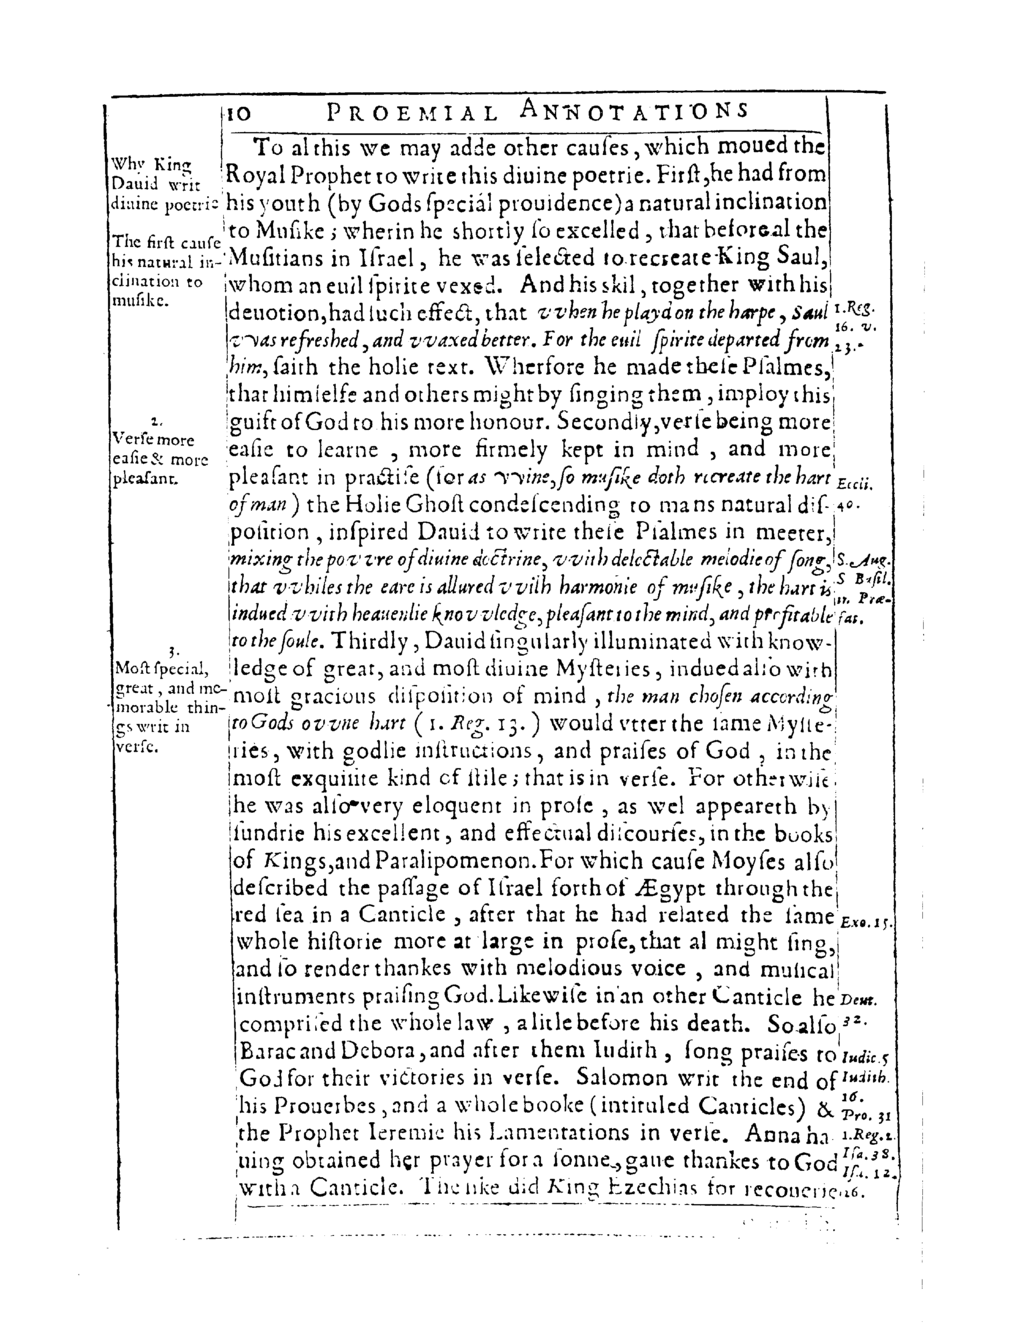 10 PROEMIAL ANNOTATIONS
To al this we may adde other cauſes, which moued the
Royal Prophet to write this diuine poetrie. Firſt, he had from
his youth (by Gods ſpecial prouidence) a natural inclination
to Muſike; wherin he shortly ſo excelled, that before al the
Muſitians in Iſrael, he was ſelected to recreate King Saul,
whom an euil ſpirite vexed. And his skil, together with his
deuotion, had ſuch effect, that vvhen he playd on the harpe, Saul
vvas refreshed, and vvaxed better. For the euil ſpirite departed from
him, ſaith the holie text. Wherfore he made theſe Pſalmes,
that himſelfe and others might by ſinging them, imploy this
guift of God to his more honour. Secondly, verſe being more
eaſie to learne, more firmely kept in mind, and more
pleaſant in practiſe (for as vvine, ſo muſike doth recreate the hart
of man) the Holie Ghoſt condeſcending to mans natural diſ-
poſition, inſpired Dauid to write theſe Pſalmes in meeter,
mixing the povvre of diuine doctrine, vvith delectable melodie of ſong,
that vvhiles the eare is allured vvith harmonie of muſike, the hart is
indued vvith heauenlie knovvledge, pleaſant to the mind, and profitable
to the ſoule. Thirdly, Dauid ſingularly illuminated with know-
ledge of great, and moſt diuine Myſteries, indued alſo with
moſt gracious diſpoſition of mind, the man choſen according
to Gods ovvne hart (1. Reg. 13.) would vtter the ſame Myſte-
ries, with godlie inſtructions, and praiſes of God, in the
moſt exquiſite kind of ſtile; that is in verſe. For otherwiſe
he was alſo very eloquent in proſe, as wel appeareth by
ſundrie his excellent, and effectual diſcourſes, in the books
of Kings, and Paralipomenon. For which cauſe Moyſes alſo
deſcribed the paſſage of Iſrael forth of Ægypt through the
red ſea in a Canticle, after that he had related the ſame
whole hiſtorie more at large in proſe, that al might ſing,
and ſo render thankes with melodious voice, and muſical
inſtruments praiſing God. Likewiſe in an other Canticle he
compriſed the whole law, a litle before his death. So alſo
Barac and Debora, and after them Iudith, ſong praiſes to
God for their victories in verſe. Salomon writ the end of
his Prouerbes, and a whole booke (intituled Canticles) &
the Prophet Ieremie his Lamentations in verſe. Anna ha-
uing obtained her prayer for a ſonne, gaue thankes to God
with a Canticle. The like did King Ezechias for recouerie
Why King
Dauid writ
diuine poetrie
The firſt cauſe
his natural in-
clination to
muſike.
2.
Verſe more
eaſie & more
pleaſant.
3.
Moſt ſpecial,
great, and me-
morable thin-
gs writ in
verſe.
1. Reg.
16. v.
23.
Eccli.
40.
S. Aug.
S Baſil.
in Præ-
fat.
Exo. 15.
Deut.
32.
Iudic. 5
Iudith.
16.
Pro. 31
1. Reg. 2.
Iſa. 38.
Iſa. 12.
26.